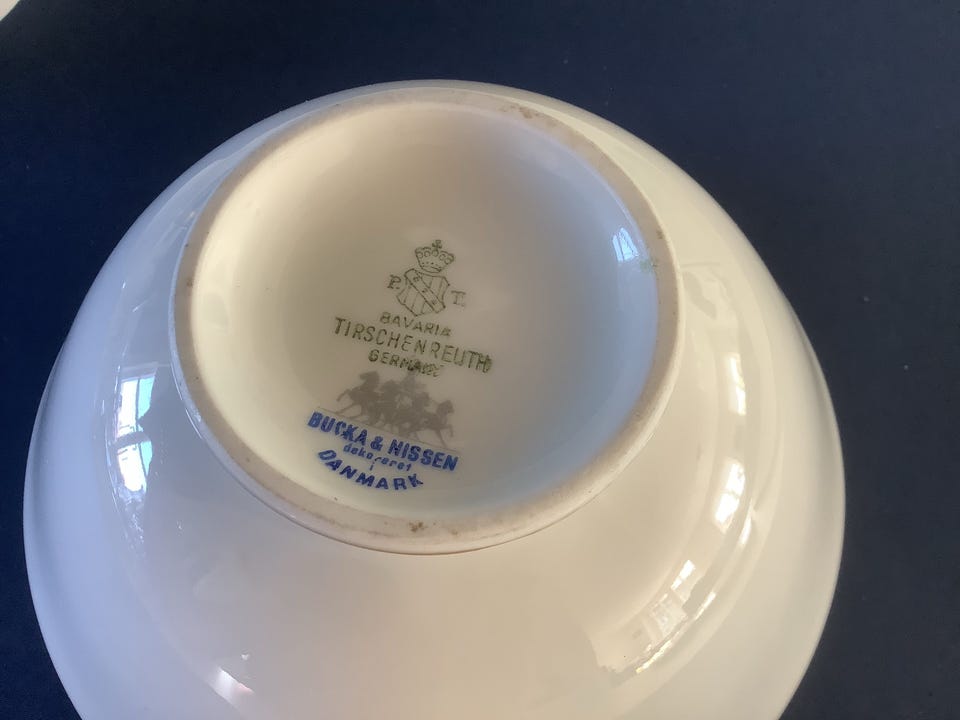 P. T.
BAVARIA
TIRSCHENREUTH
GERMANY
BUCKA & NISSEN
dekoreret
i
DANMARK